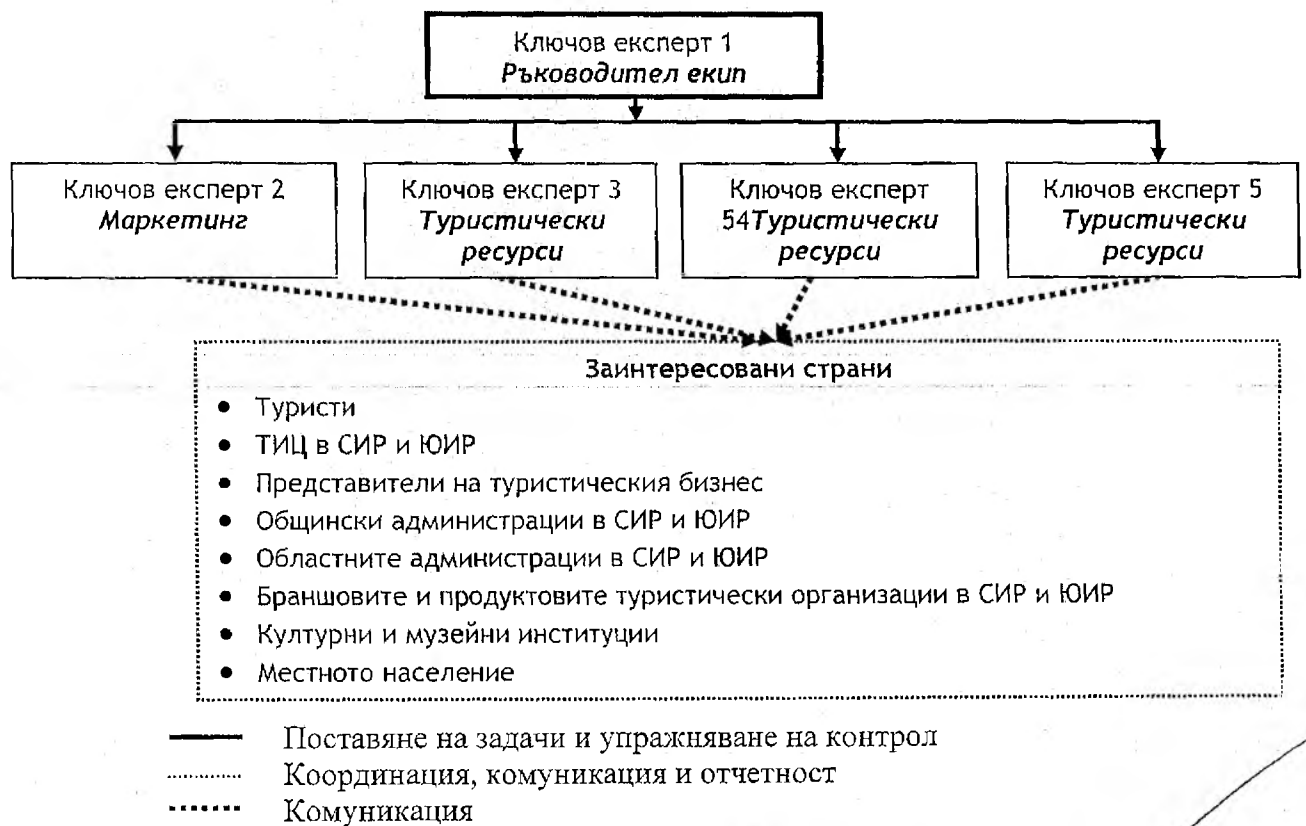 Ключов експерт 1
Ръководител екип
Ключов експерт 2
Маркетинг
Ключов експерт 3
Туристически
ресурси
Ключов експерт
54Туристически
ресурси
Ключов експерт 5
Туристически
ресурси
Заинтересовани страни
• Туристи
• ТИЦ в СИР и ЮИР
• Представители на туристическия бизнес
• Общински администрации в СИР и ЮИР
• Областните администрации в СИР и ЮИР
• Браншовите и продуктовите туристически организации в СИР и ЮИР
• Културни и музейни институции
• Местното население
Поставяне на задачи и упражняване на контрол
Координация, комуникация и отчетност
Комуникация